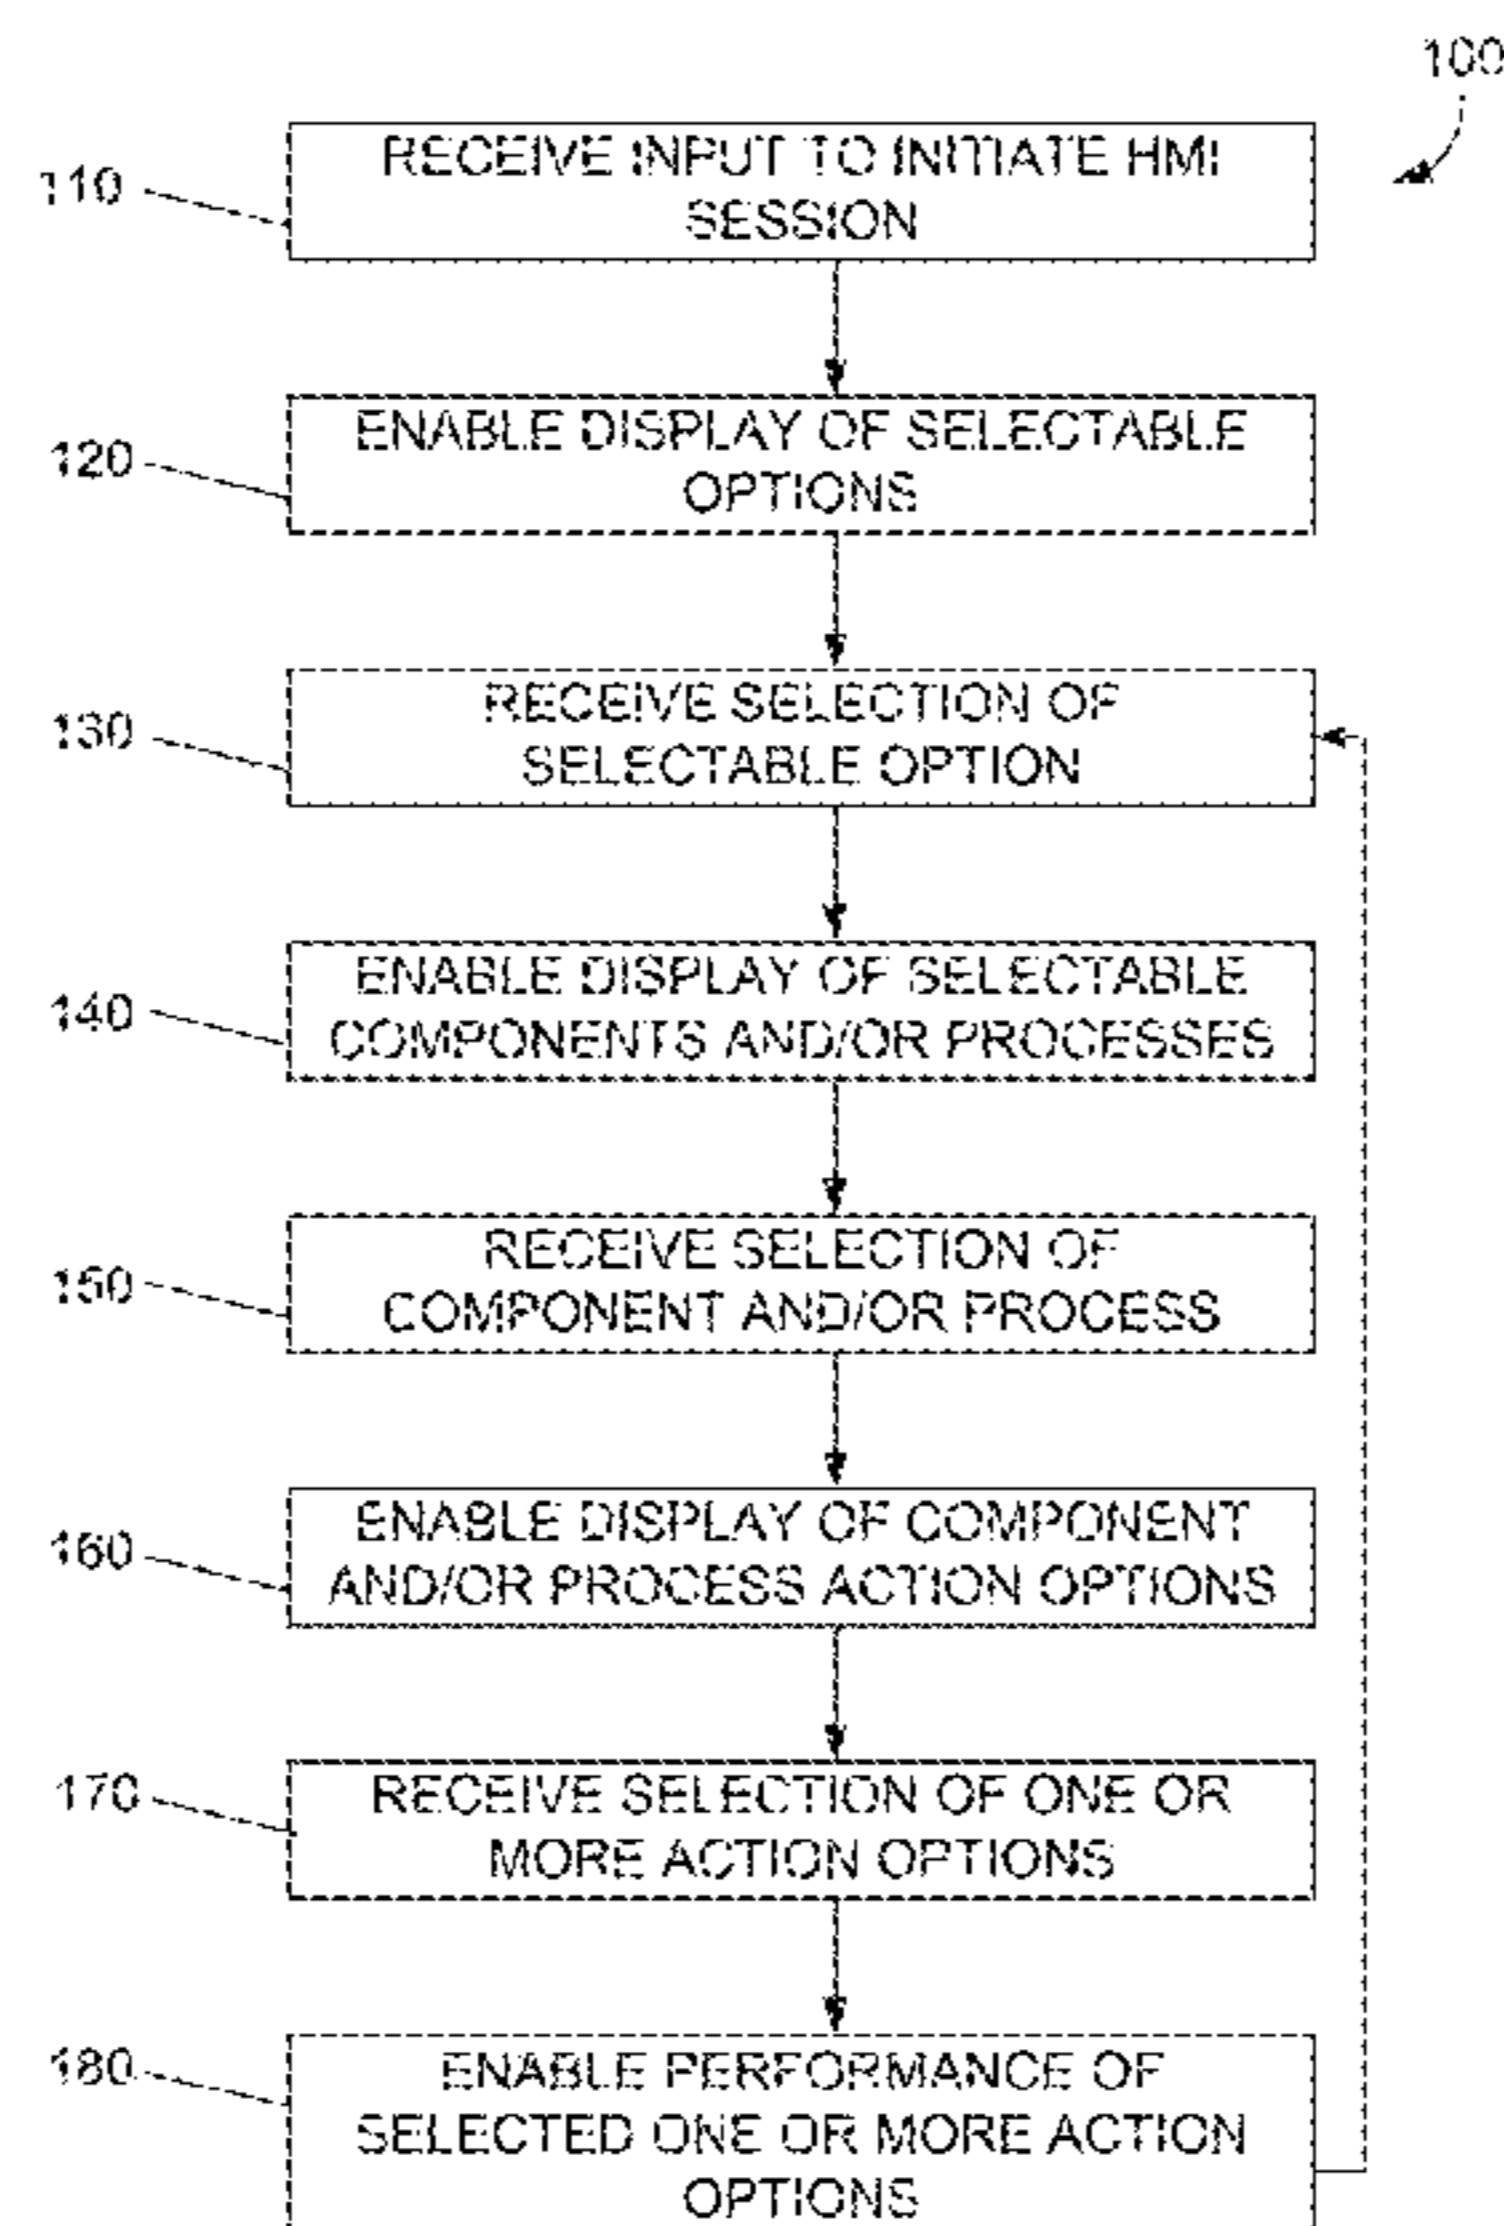 100
110
RECEIVE INPUT TO INITIATE HMI
SESSION
120
ENABLE DISPLAY OF SELECTABLE
OPTIONS
130
RECEIVE SELECTION OF
SELECTABLE OPTION
140
ENABLE DISPLAY OF SELECTABLE
COMPONENTS AND/OR PROCESSES
150
RECEIVE SELECTION OF
COMPONENT AND/OR PROCESS
160
ENABLE DISPLAY OF COMPONENT
AND/OR PROCESS ACTION OPTIONS
170
RECEIVE SELECTION OF ONE OR
MORE ACTION OPTIONS
180
ENABLE PERFORMANCE OF
SELECTED ONE OR MORE ACTION
OPTIONS